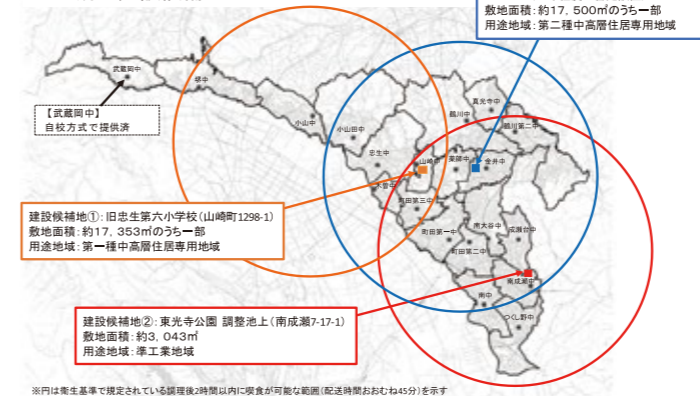 敷地面積：約17，500㎡のうち一部
用途地域：第二種中高層住居専用地域
武蔵岡中
堺中
【武蔵岡中】
自校方式で提供済
小山中
小山田中
忠生中
木曽中
山崎中
鶴川中
真光寺中
鶴川第二中
薬師中
金井中
町田第三中
町田第一中
町田第二中
南大谷中
成瀬台中
南成瀬中
南中
つくし野中
建設候補地①：旧忠生第六小学校（山崎町1298-1）
敷地面積：約17，353㎡のうち一部
用途地域：第一種中高層住居専用地域
建設候補地②：東光寺公園 調整池上（南成瀬7-17-1）
敷地面積：約3，043㎡
用途地域：準工業地域
※円は衛生基準で規定されている調理後2時間以内に喫食が可能な範囲（配送時間おおむね45分）を示す